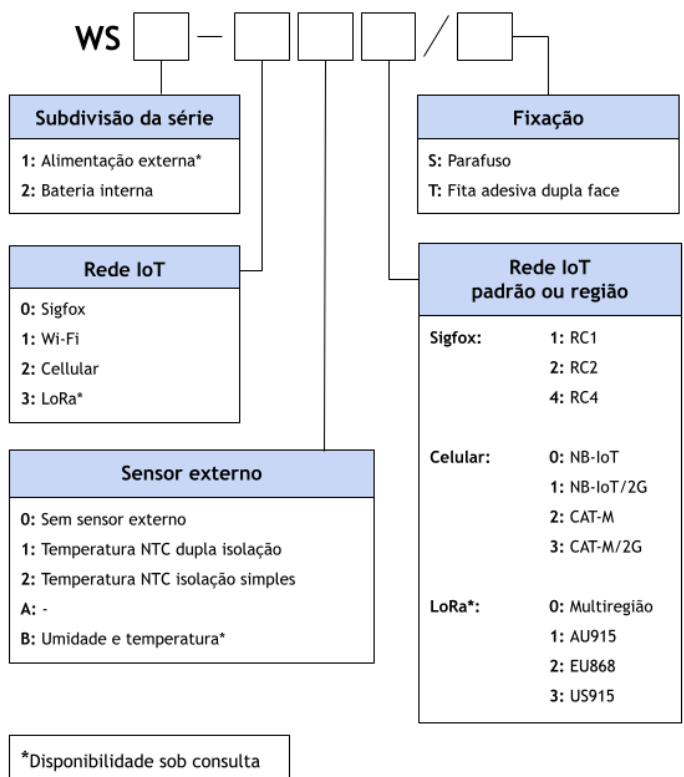 WS — /
Subdivisão da série
1: Alimentação externa*
2: Bateria interna
Fixação
S: Parafuso
T: Fita adesiva dupla face
Rede IoT
0: Sigfox
1: Wi-Fi
2: Cellular
3: LoRa*
Sensor externo
0: Sem sensor externo
1: Temperatura NTC dupla isolação
2: Temperatura NTC isolação simples
A: -
B: Umidade e temperatura*
Rede IoT
padrão ou região
Sigfox: 1: RC1
2: RC2
4: RC4
Celular: 0: NB-IoT
1: NB-IoT/2G
2: CAT-M
3: CAT-M/2G
LoRa*: 0: Multiregião
1: AU915
2: EU868
3: US915
*Disponibilidade sob consulta